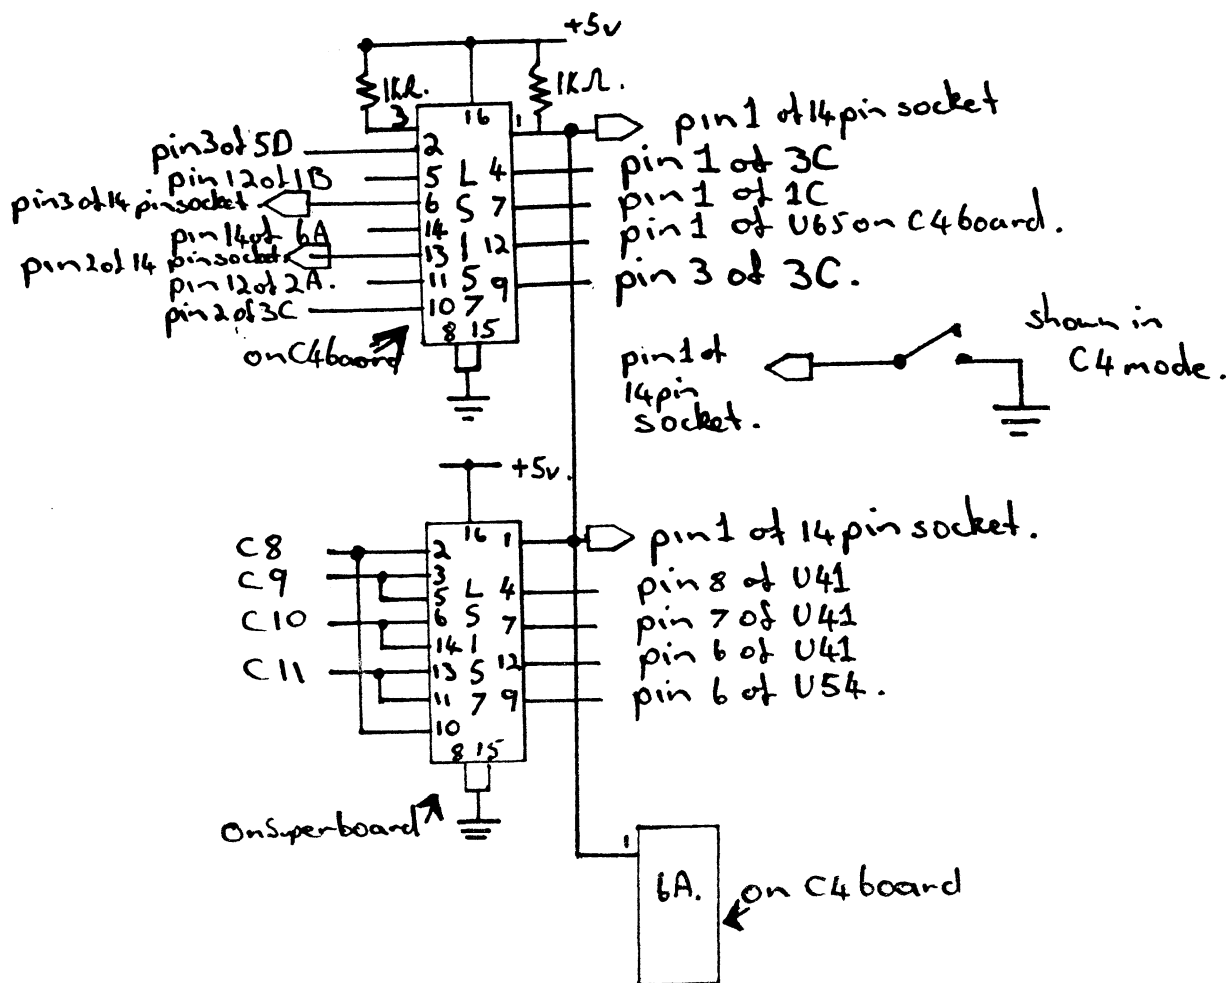 +5v
1kΩ.
1kΩ.
3
16
1
pin 1 of 14 pin socket
pin3 of 5D
2
4
pin 1 of 3C
pin 12 of 1B
5
L
7
pin 1 of 1C
pin3 of 14 pin socket
6
S
pin 14 of 6A
14
1
12
pin 1 of U65 on C4 board.
pin 2 of 14 pin socket
13
5
9
pin 3 of 3C.
pin 12 of 2A.
11
7
pin 2 of 3C
10
8 15
on C4 board
pin 1 of
14 pin
socket.
shown in
C4 mode.
+5v.
16
1
pin 1 of 14 pin socket.
C8
2
C9
3
5
L
4
pin 8 of U41
C10
6
S
7
pin 7 of U41
14
1
12
pin 6 of U41
C11
13
5
11
7
9
pin 6 of U54.
10
8 15
On Superboard
1
6A.
on C4 board